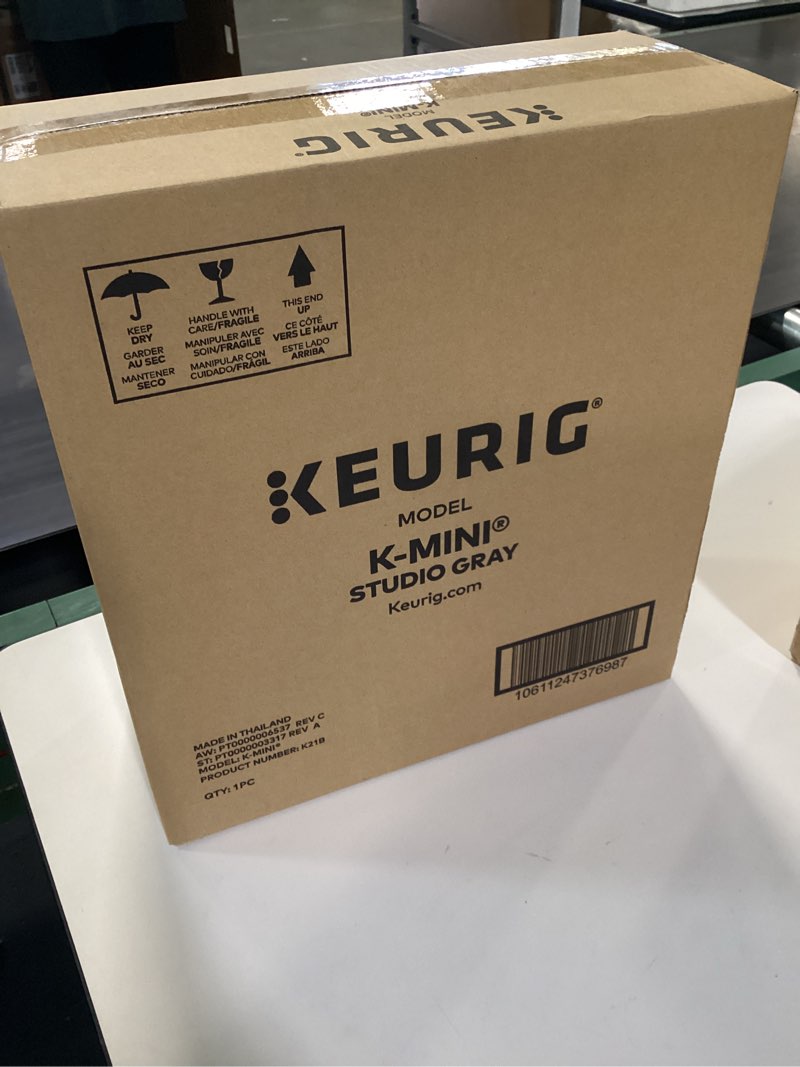 KEURIG®
MODEL
K-MINI®
KEEP
DRY
GARDER
AU SEC
MANTENER
SECO
HANDLE WITH
CARE/FRAGILE
MANIPULER AVEC
SOIN/FRAGILE
MANIPULAR CON
CUIDADO/FRÁGIL
THIS END
UP
CE CÔTÉ
VERS LE HAUT
ESTE LADO
ARRIBA
KEURIG®
MODEL
K-MINI®
STUDIO GRAY
Keurig.com
10611247376987
MADE IN THAILAND
AW: PT0000006537 REV C
ST: PT0000003317 REV A
MODEL: K-MINI®
PRODUCT NUMBER: K21B
QTY: 1PC